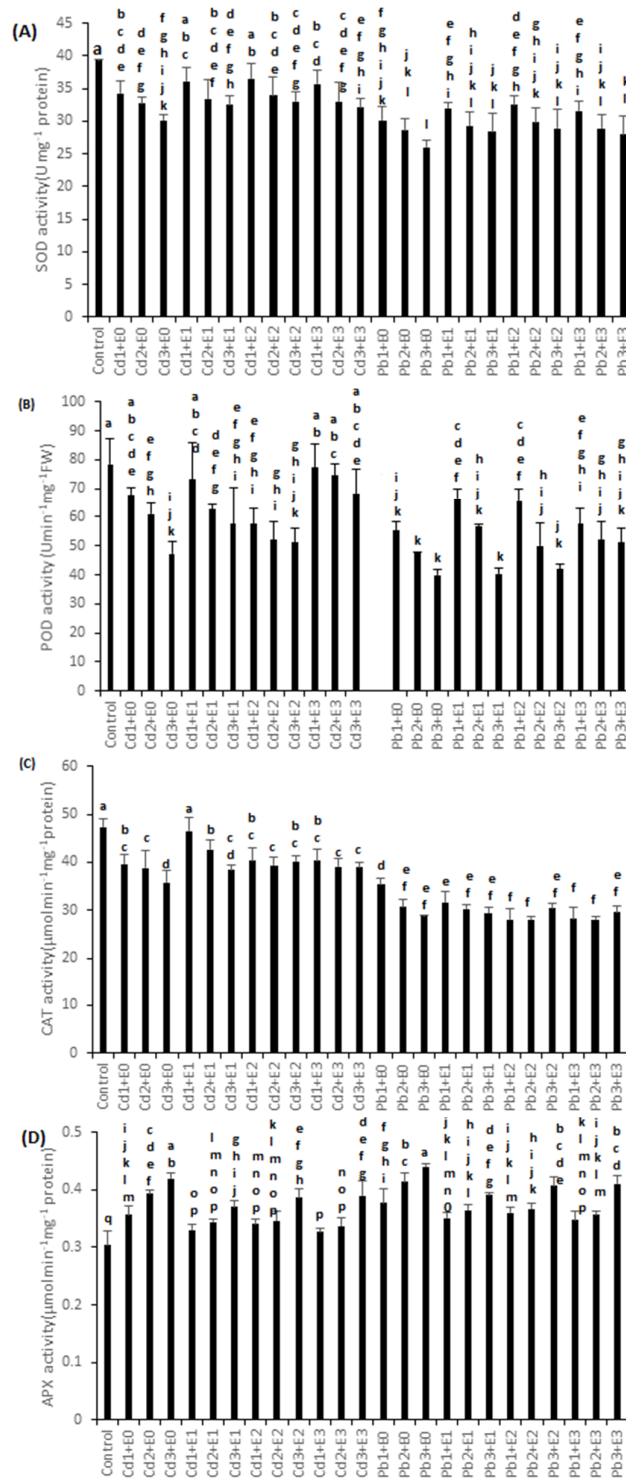 (A)
SOD activity(U mg⁻¹ protein)
45
40
35
30
25
20
15
10
5
0
a
b c d e
d e f g
f g h i j k
a b c
b c d e f
d e f g h
a b
b c d e
c d e f g
b c d
c d e f g
e f g h i
f g h i j k
j k l
l
e f g h i
h i j k l
j k l
d e f g h
g h i j k
i j k l
e f g h i
i j k l
j k l
Control
Cd1+E0
Cd2+E0
Cd3+E0
Cd1+E1
Cd2+E1
Cd3+E1
Cd1+E2
Cd2+E2
Cd3+E2
Cd1+E3
Cd2+E3
Cd3+E3
Pb1+E0
Pb2+E0
Pb3+E0
Pb1+E1
Pb2+E1
Pb3+E1
Pb1+E2
Pb2+E2
Pb3+E2
Pb1+E3
Pb2+E3
Pb3+E3
(B)
POD activity (Umin⁻¹mg⁻¹FW)
100
90
80
70
60
50
40
30
20
10
0
a
a b c d e
e f g h
i j k
a b c d
d e f g
e f g h i
e f g h i
g h i
g h i j k
a b
a b c
a b c d e
i j k
k
k
c d e f
h i j k
k
c d e f
h i j
j k
e f g h i
g h i j
g h i j k
Control
Cd1+E0
Cd2+E0
Cd3+E0
Cd1+E1
Cd2+E1
Cd3+E1
Cd1+E2
Cd2+E2
Cd3+E2
Cd1+E3
Cd2+E3
Cd3+E3
Pb1+E0
Pb2+E0
Pb3+E0
Pb1+E1
Pb2+E1
Pb3+E1
Pb1+E2
Pb2+E2
Pb3+E2
Pb1+E3
Pb2+E3
Pb3+E3
(C)
CAT activity(μmolmin⁻¹mg⁻¹protein)
60
50
40
30
20
10
0
a
b c
c
d
a
b
c d
b c
c
b c
b c
c
c
d
e f
e f
e
e f
e f
f
f
e f
f
f
e f
Control
Cd1+E0
Cd2+E0
Cd3+E0
Cd1+E1
Cd2+E1
Cd3+E1
Cd1+E2
Cd2+E2
Cd3+E2
Cd1+E3
Cd2+E3
Cd3+E3
Pb1+E0
Pb2+E0
Pb3+E0
Pb1+E1
Pb2+E1
Pb3+E1
Pb1+E2
Pb2+E2
Pb3+E2
Pb1+E3
Pb2+E3
Pb3+E3
(D)
APX activity(μmolmin⁻¹mg⁻¹protein)
0.5
0.4
0.3
0.2
0.1
0
q
i j k l m
c d e f
a b
o p
l m n o p
g h i j
m n o p
k l m n o p
e f g h
p
n o p
d e f g
f g h i
b c
a
j k l m n 0
h i j k l
d e f g
i j k l m
h i j k
b c d e
k l m n o p
i j k l m
b c d
Control
Cd1+E0
Cd2+E0
Cd3+E0
Cd1+E1
Cd2+E1
Cd3+E1
Cd1+E2
Cd2+E2
Cd3+E2
Cd1+E3
Cd2+E3
Cd3+E3
Pb1+E0
Pb2+E0
Pb3+E0
Pb1+E1
Pb2+E1
Pb3+E1
Pb1+E2
Pb2+E2
Pb3+E2
Pb1+E3
Pb2+E3
Pb3+E3